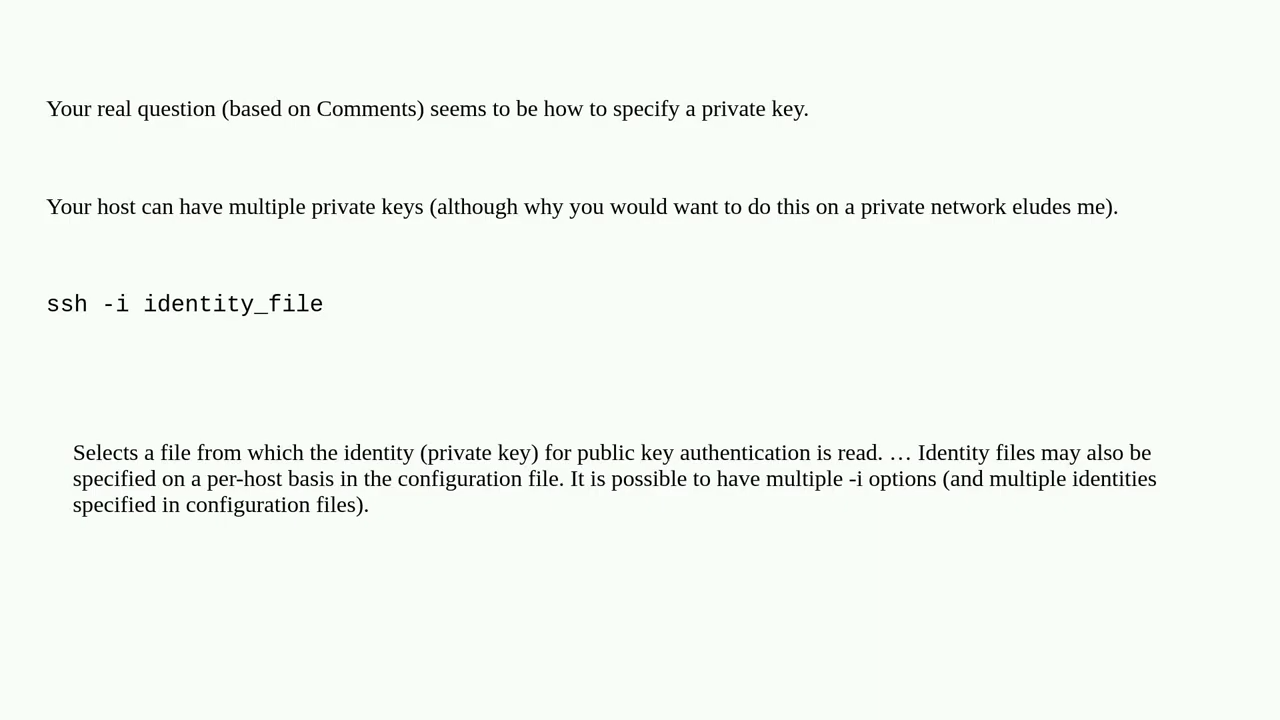 Your real question (based on Comments) seems to be how to specify a private key.
Your host can have multiple private keys (although why you would want to do this on a private network eludes me).
ssh -i identity_file
Selects a file from which the identity (private key) for public key authentication is read. … Identity files may also be
specified on a per-host basis in the configuration file. It is possible to have multiple -i options (and multiple identities
specified in configuration files).